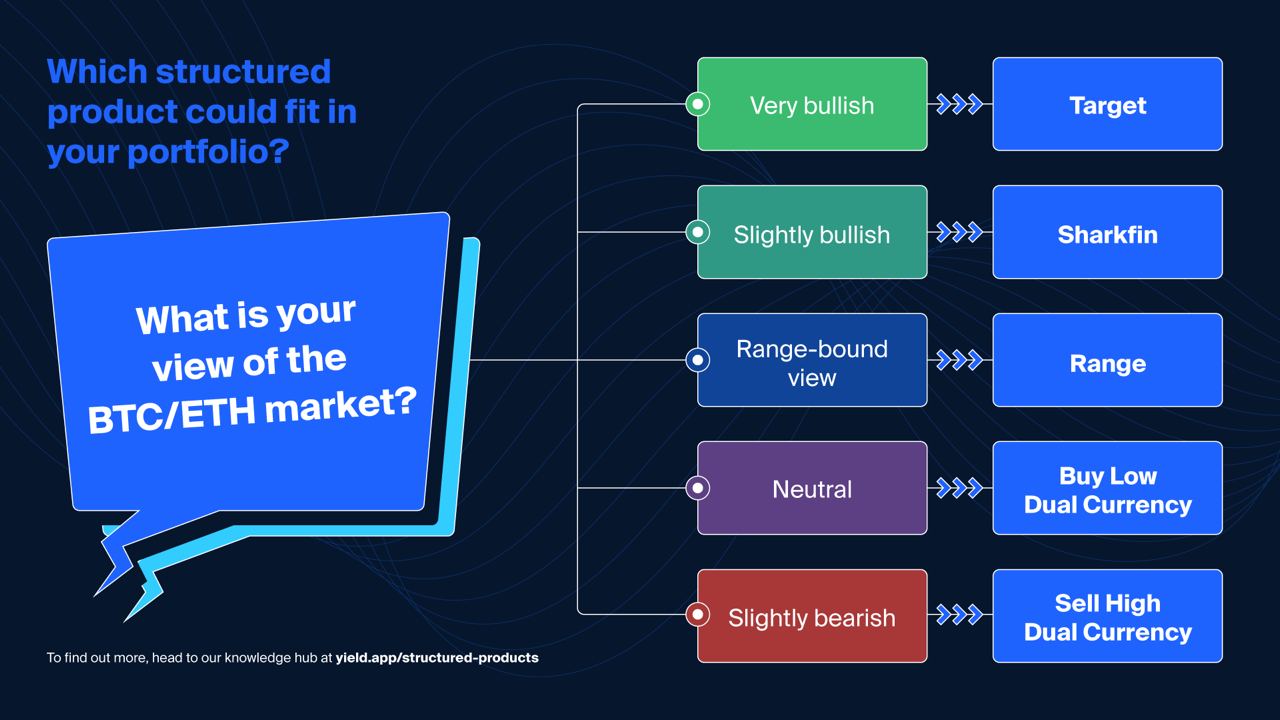 Which structured
product could fit in
your portfolio?
What is your
view of the
BTC/ETH market?
Very bullish
Target
Slightly bullish
Sharkfin
Range-bound
view
Range
Neutral
Buy Low
Dual Currency
Slightly bearish
Sell High
Dual Currency
To find out more, head to our knowledge hub at yield.app/structured-products